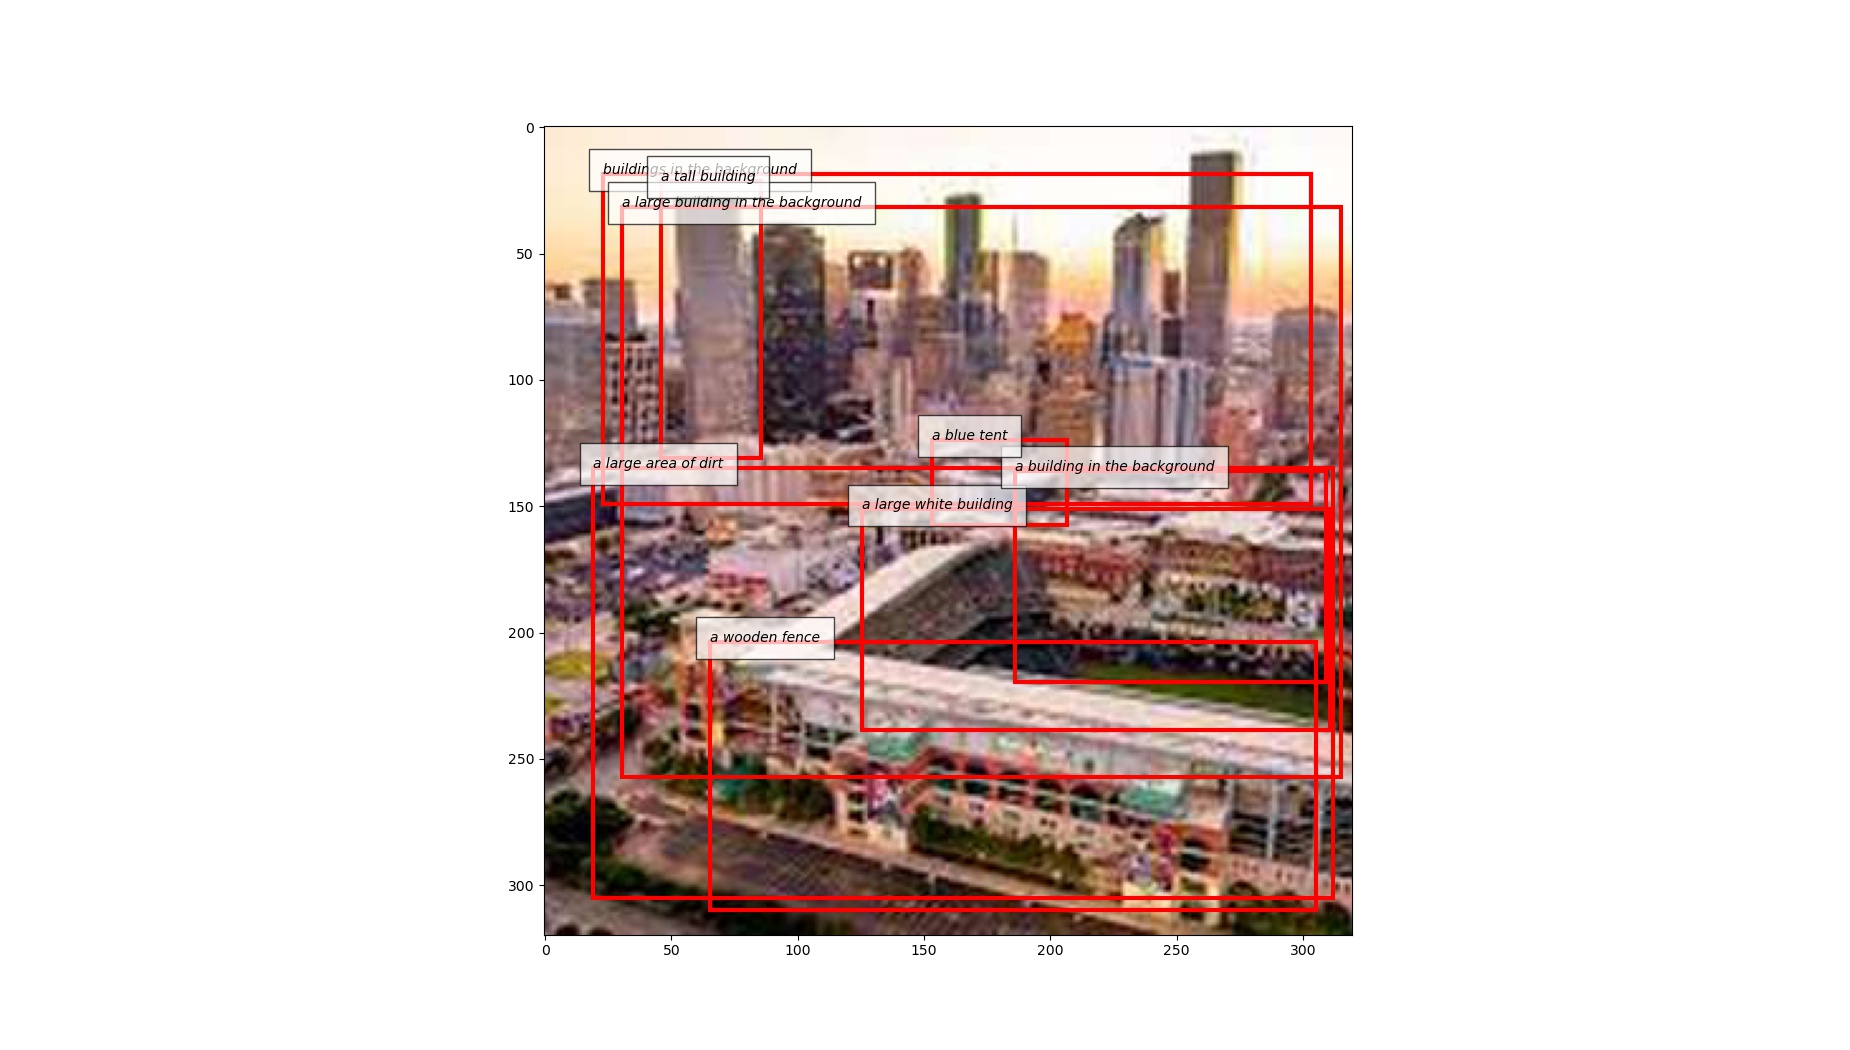 0
buildings in the background
a tall building
a large building in the background
50
100
a blue tent
a large area of dirt
a building in the background
150
a large white building
200
a wooden fence
250
300
0
50
100
150
200
250
300